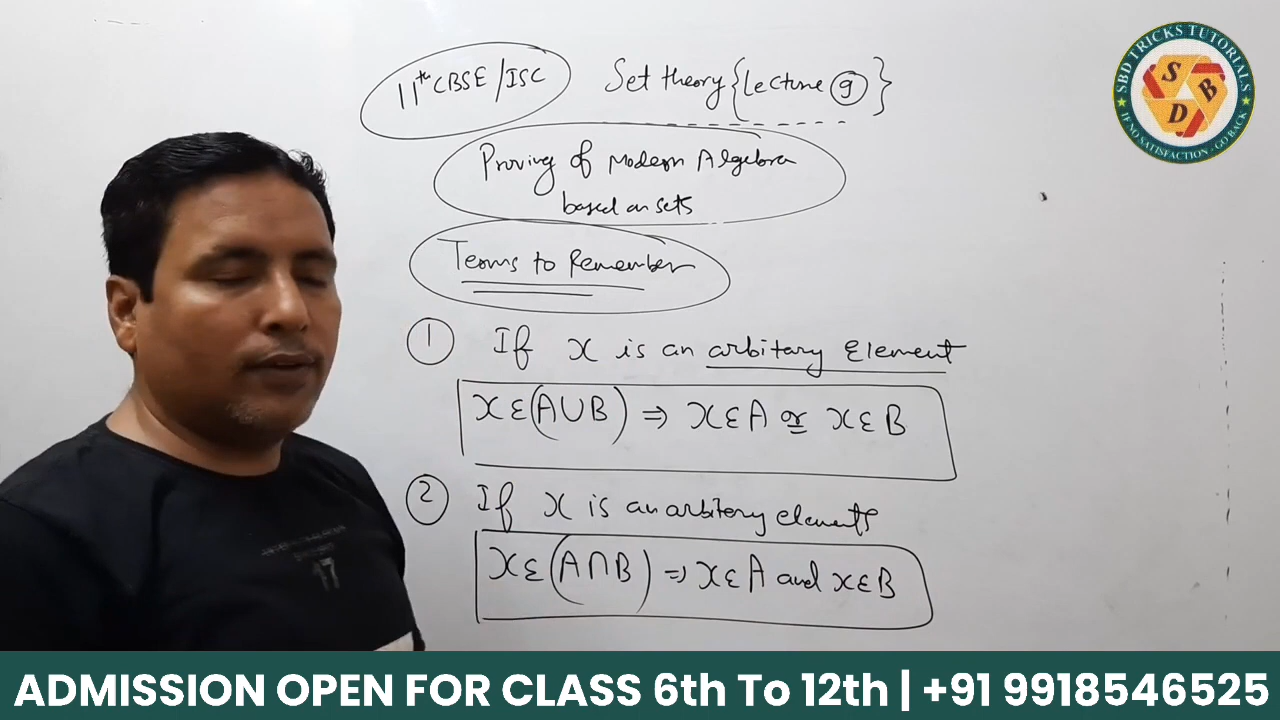 11th CBSE/ISC
Set theory {Lecture 9}
Proving of Modern Algebra
based on sets
Terms to Remember
1 If x is an arbitary Element
x ε (A ∪ B) ⇒ x ε A or x ε B
2 If x is an arbitory elements
x ε (A ∩ B) ⇒ x ε A and x ε B
SBD TRICKS TUTORIALS
S
B
D
IF NO SATISFACTION - GO BACK
17
ADMISSION OPEN FOR CLASS 6th To 12th | +91 9918546525